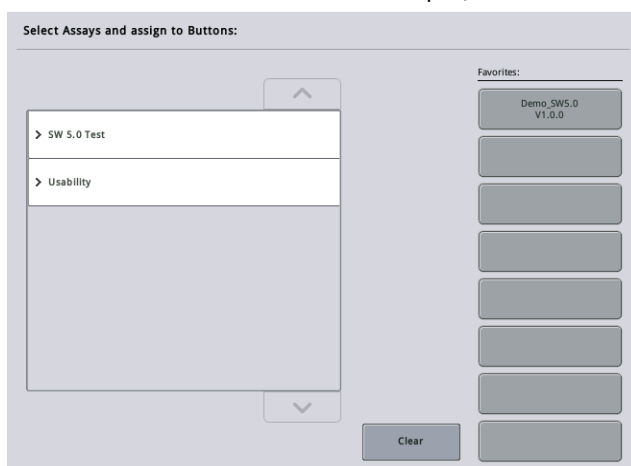 Select Assays and assign to Buttons:
Favorites:
Demo_SW5.0
V1.0.0
SW 5.0 Test
Usability
Clear